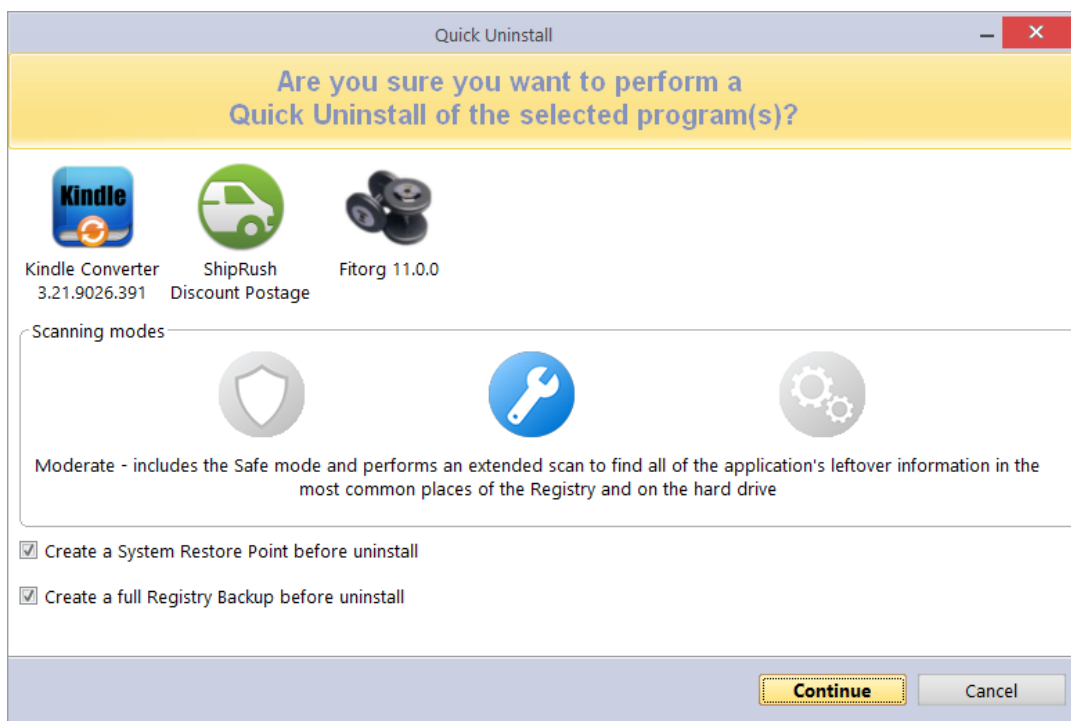 Quick Uninstall
Are you sure you want to perform a
Quick Uninstall of the selected program(s)?
Kindle
Kindle Converter
3.21.9026.391
ShipRush
Discount Postage
Fitorg 11.0.0
Scanning modes
Moderate - includes the Safe mode and performs an extended scan to find all of the application's leftover information in the
most common places of the Registry and on the hard drive
Create a System Restore Point before uninstall
Create a full Registry Backup before uninstall
Continue
Cancel